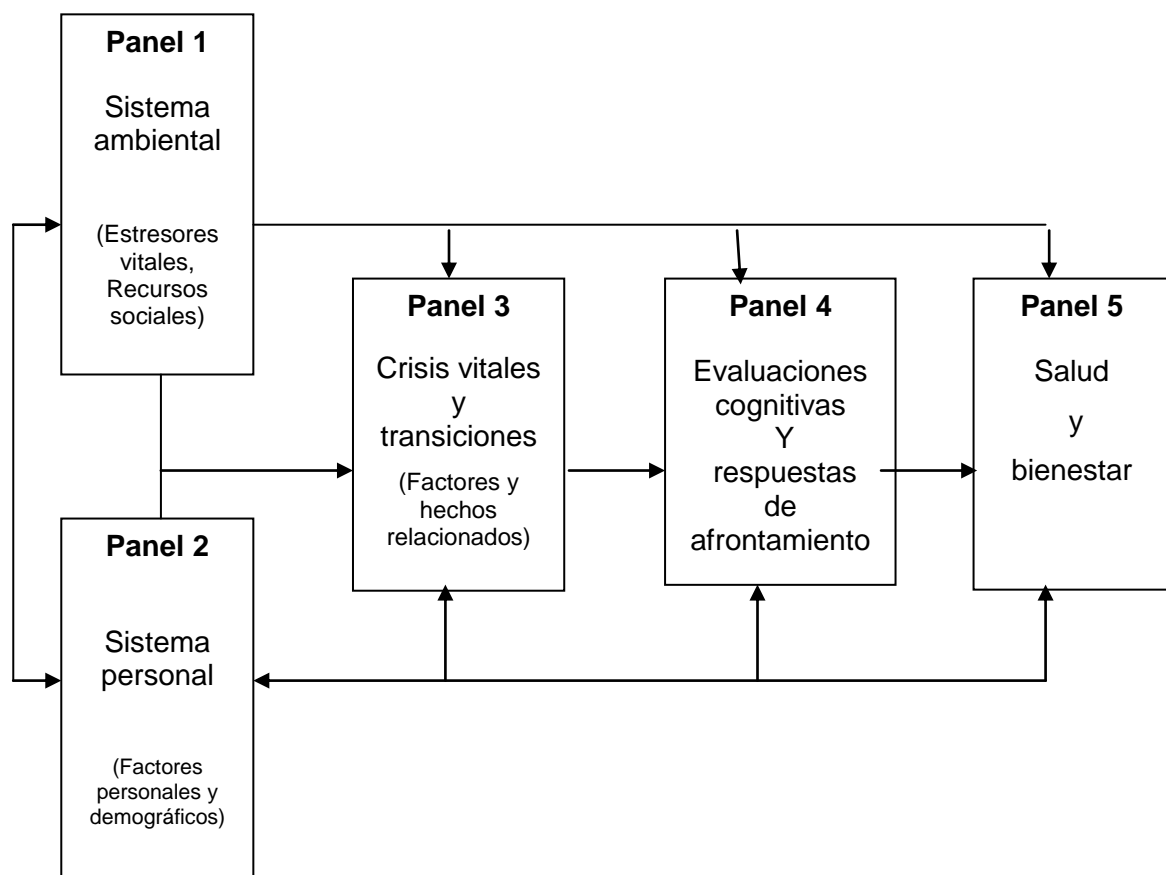 Panel 1
Sistema
ambiental
(Estresores
vitales,
Recursos
sociales)
Panel 2
Sistema
personal
(Factores
personales y
demográficos)
Panel 3
Crisis vitales
y
transiciones
(Factores y
hechos
relacionados)
Panel 4
Evaluaciones
cognitivas
Y
respuestas
de
afrontamiento
Panel 5
Salud
y
bienestar